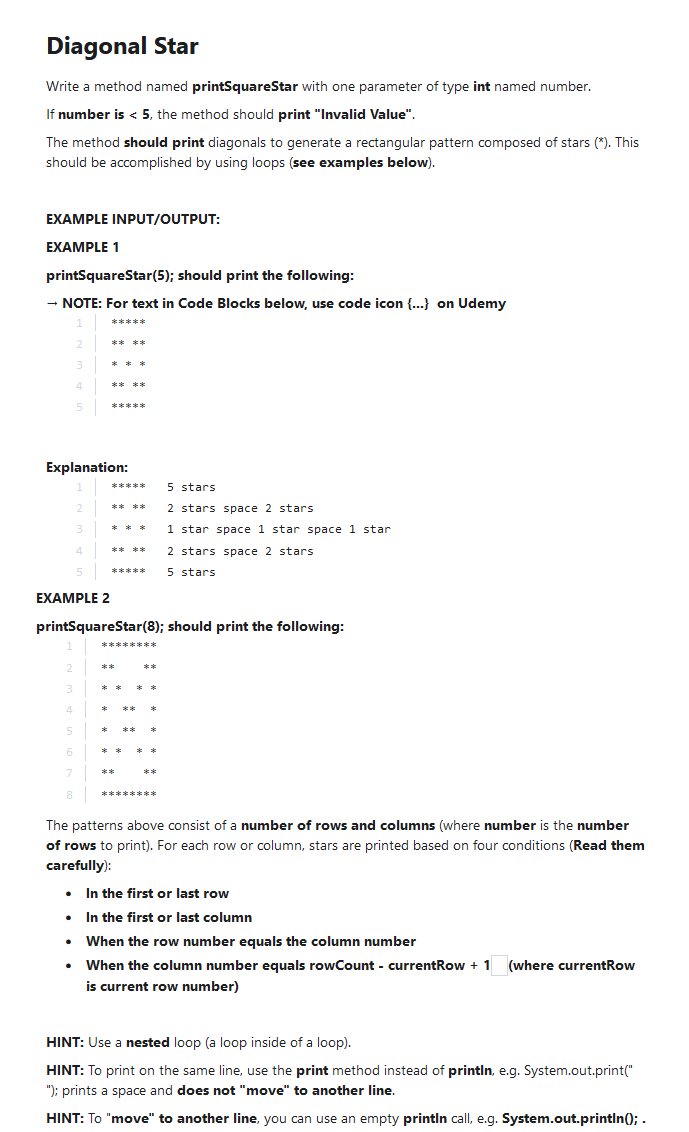 Diagonal Star
Write a method named printSquareStar with one parameter of type int named number.
If number is < 5, the method should print "Invalid Value".
The method should print diagonals to generate a rectangular pattern composed of stars (*). This
should be accomplished by using loops (see examples below).
EXAMPLE INPUT/OUTPUT:
EXAMPLE 1
printSquareStar(5); should print the following:
→ NOTE: For text in Code Blocks below, use code icon {...}  on Udemy
1 *****
2 ** **
3 * * *
4 ** **
5 *****
Explanation:
1 *****   5 stars
2 ** **   2 stars space 2 stars
3 * * *   1 star space 1 star space 1 star
4 ** **   2 stars space 2 stars
5 *****   5 stars
EXAMPLE 2
printSquareStar(8); should print the following:
1 ********
2 **    **
3 * *  * *
4 *  **  *
5 *  **  *
6 * *  * *
7 **    **
8 ********
The patterns above consist of a number of rows and columns (where number is the number
of rows to print). For each row or column, stars are printed based on four conditions (Read them
carefully):
• In the first or last row
• In the first or last column
• When the row number equals the column number
• When the column number equals rowCount - currentRow + 1 (where currentRow
is current row number)
HINT: Use a nested loop (a loop inside of a loop).
HINT: To print on the same line, use the print method instead of println, e.g. System.out.print("
"); prints a space and does not "move" to another line.
HINT: To "move" to another line, you can use an empty println call, e.g. System.out.println(); .